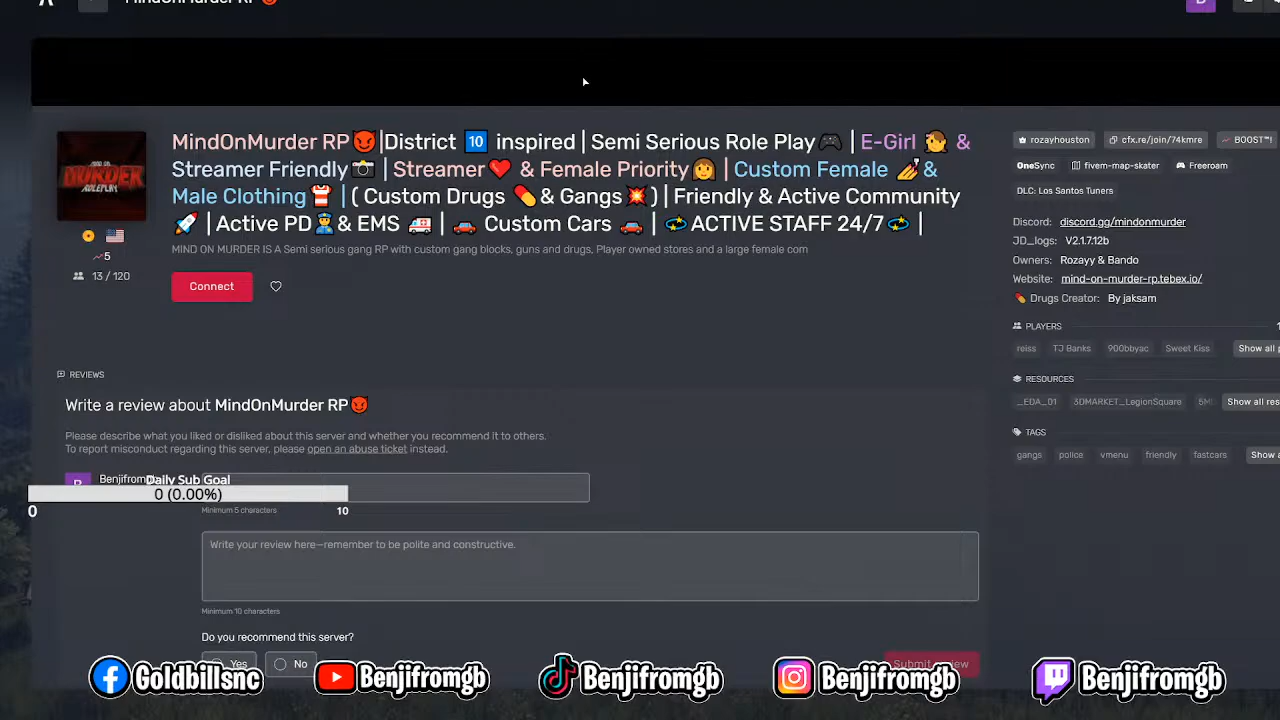 MindOnMurder RP😈
MindOnMurder RP😈|District 🔟 inspired | Semi Serious Role Play🎮 | E-Girl 💁 &
Streamer Friendly📸 | Streamer❤️ & Female Priority👩 | Custom Female 💅&
Male Clothing👕 | ( Custom Drugs 💊& Gangs💥) | Friendly & Active Community
🚀 | Active PD👮& EMS 🚑 | 🚗 Custom Cars 🚗 | 💫ACTIVE STAFF 24/7💫 |
MIND ON MURDER IS A Semi serious gang RP with custom gang blocks, guns and drugs, Player owned stores and a large female com
MIND ON
MURDER
ROLEPLAY
5
13 / 120
Connect
rozayhouston
cfx.re/join/74kmre
BOOST™!
OneSync
fivem-map-skater
Freeroam
DLC: Los Santos Tuners
Discord: discord.gg/mindonmurder
JD_logs: V2.1.7.12b
Owners: Rozayy & Bando
Website: mind-on-murder-rp.tebex.io/
💊 Drugs Creator: By jaksam
PLAYERS
reiss TJ Banks 900bbyac Sweet Kiss Show all
RESOURCES
_EDA_01 3DMARKET_LegionSquare Show all
TAGS
gangs police vmenu friendly fastcars Show
REVIEWS
Write a review about MindOnMurder RP😈
Please describe what you liked or disliked about this server and whether you recommend it to others.
To report misconduct regarding this server, please open an abuse ticket instead.
Daily Sub Goal
0 (0.00%)
0 10
Minimum 5 characters
Write your review here—remember to be polite and constructive.
Minimum 10 characters
Do you recommend this server?
Yes No
Goldbillsnc
Benjifromgb
Benjifromgb
Benjifromgb
Benjifromgb